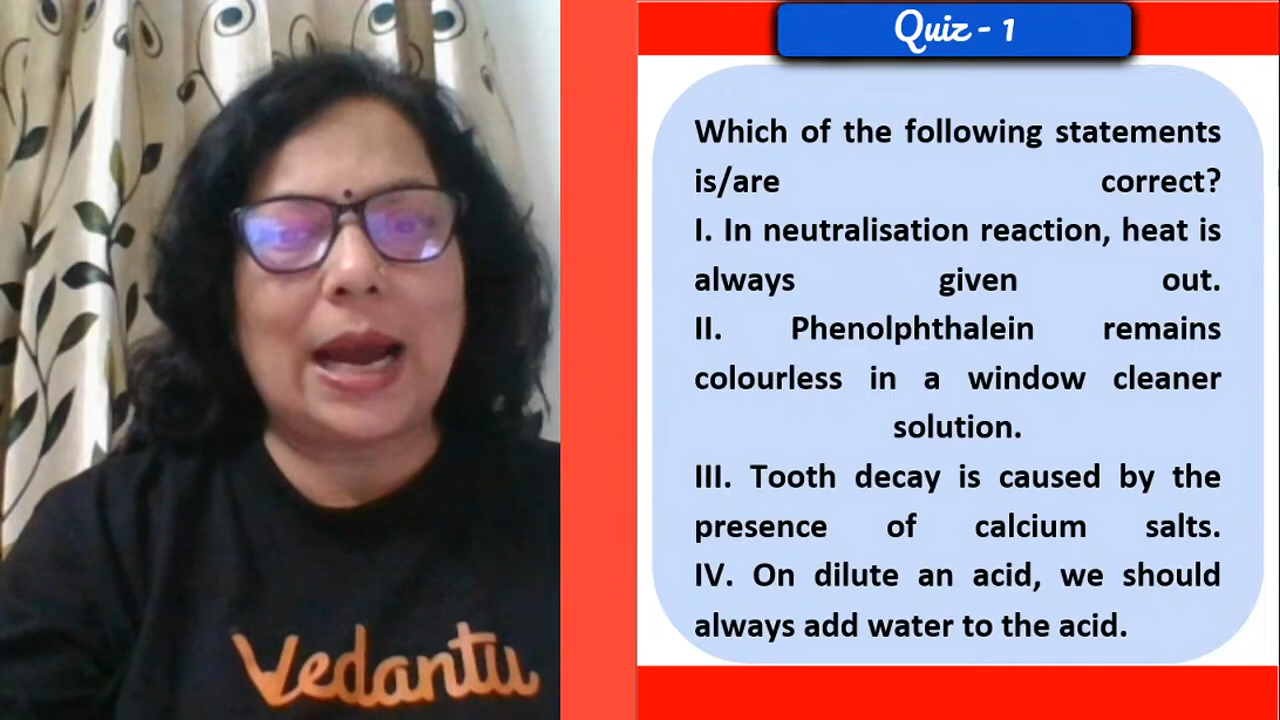 Quiz - 1
Which of the following statements
is/are correct?
I. In neutralisation reaction, heat is
always given out.
II. Phenolphthalein remains
colourless in a window cleaner
solution.
III. Tooth decay is caused by the
presence of calcium salts.
IV. On dilute an acid, we should
always add water to the acid.
Vedantu